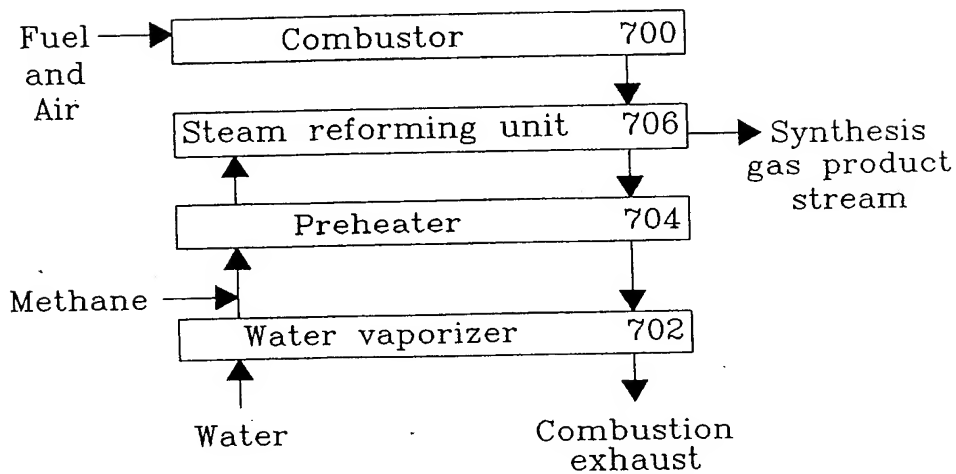 Fuel
and
Air
Combustor 700
Steam reforming unit 706
Synthesis
gas product
stream
Preheater 704
Methane
Water vaporizer 702
Water
Combustion
exhaust